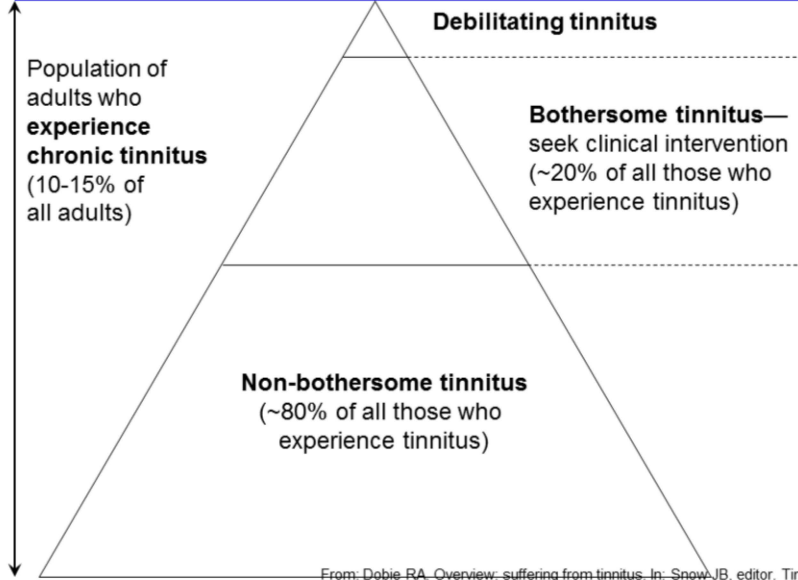 Debilitating tinnitus
Population of
adults who
experience
chronic tinnitus
(10-15% of
all adults)
Bothersome tinnitus—
seek clinical intervention
(~20% of all those who
experience tinnitus)
Non-bothersome tinnitus
(~80% of all those who
experience tinnitus)
From: Dobie RA. Overview: suffering from tinnitus. In: Snow JB, editor.